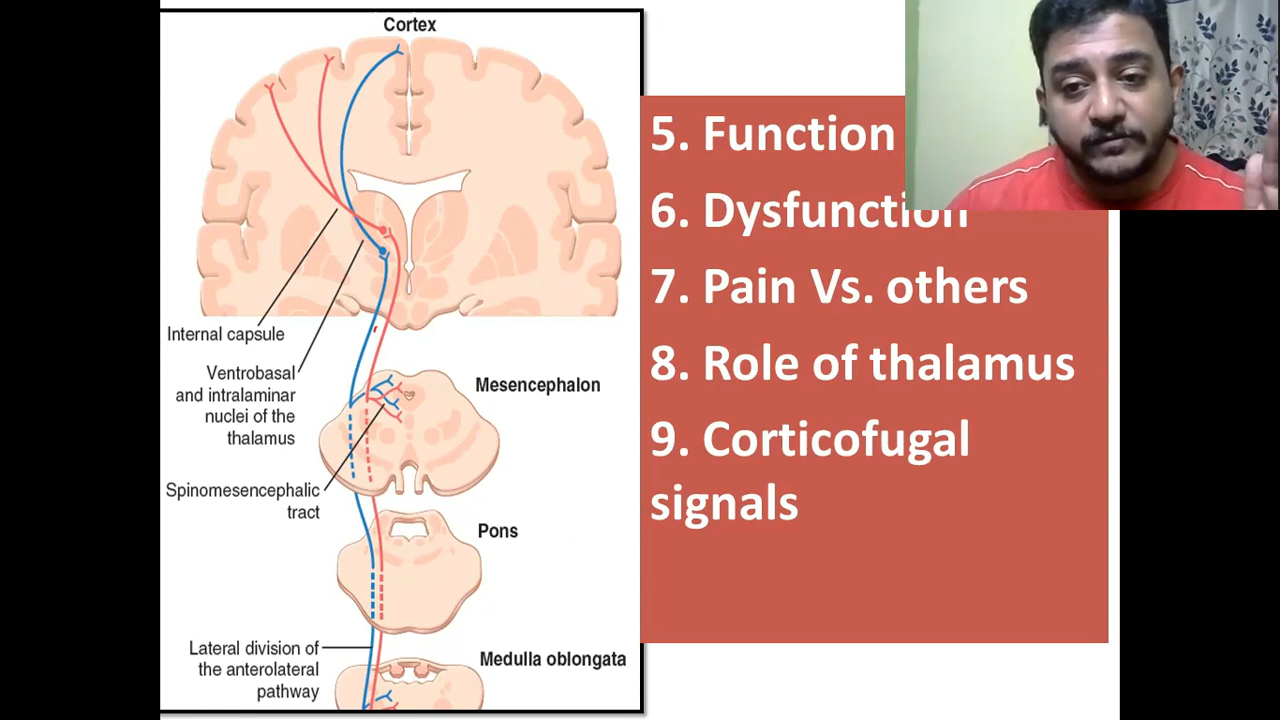 Cortex
Internal capsule
Ventrobasal
and intralaminar
nuclei of the
thalamus
Mesencephalon
Spinomesencephalic
tract
Pons
Lateral division of
the anterolateral
pathway
Medulla oblongata
5. Function
6. Dysfunction
7. Pain Vs. others
8. Role of thalamus
9. Corticofugal
signals